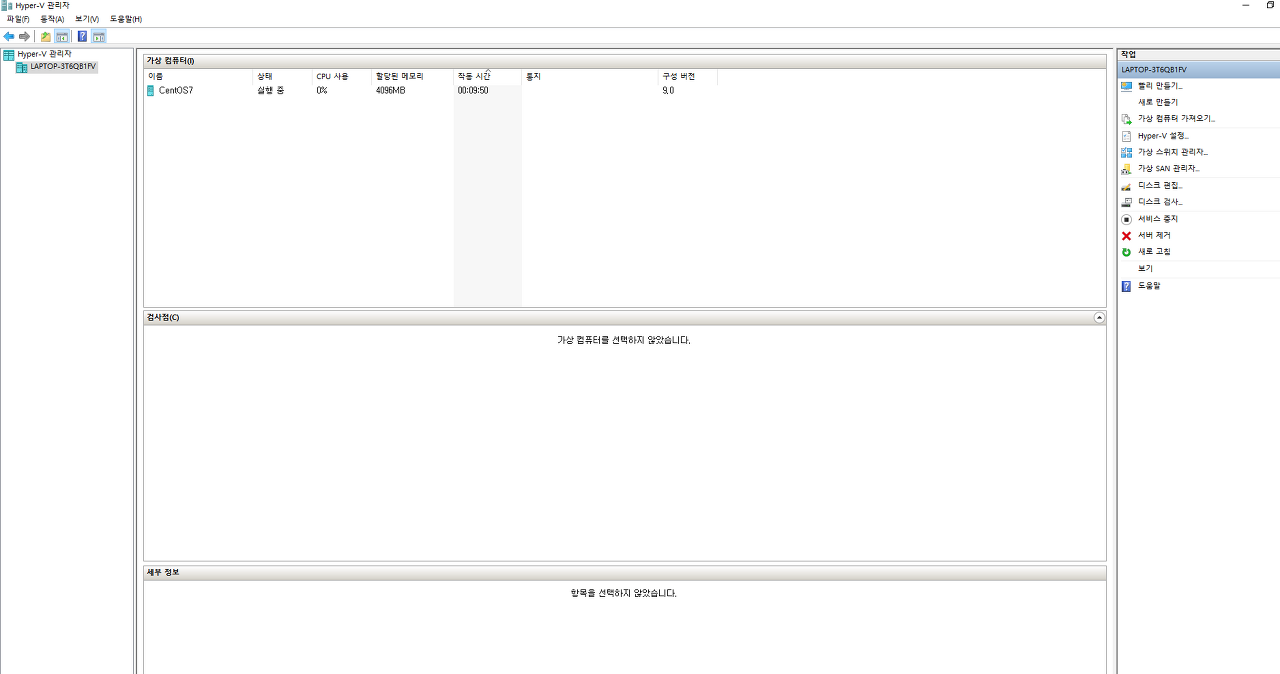 Hyper-V 관리자
파일(F) 동작(A) 보기(V) 도움말(H)
Hyper-V 관리자
LAPTOP-3T6QB1FV
가상 컴퓨터(I)
이름 상태 CPU 사용 할당된 메모리 작동 시간 통지 구성 버전
CentOS7 실행 중 0% 4096MB 00:09:50 9.0
검사점(C)
가상 컴퓨터를 선택하지 않았습니다.
세부 정보
항목을 선택하지 않았습니다.
작업
LAPTOP-3T6QB1FV
빨리 만들기...
새로 만들기
가상 컴퓨터 가져오기...
Hyper-V 설정...
가상 스위치 관리자...
가상 SAN 관리자...
디스크 편집...
디스크 검사...
서비스 중지
서버 제거
새로 고침
보기
도움말